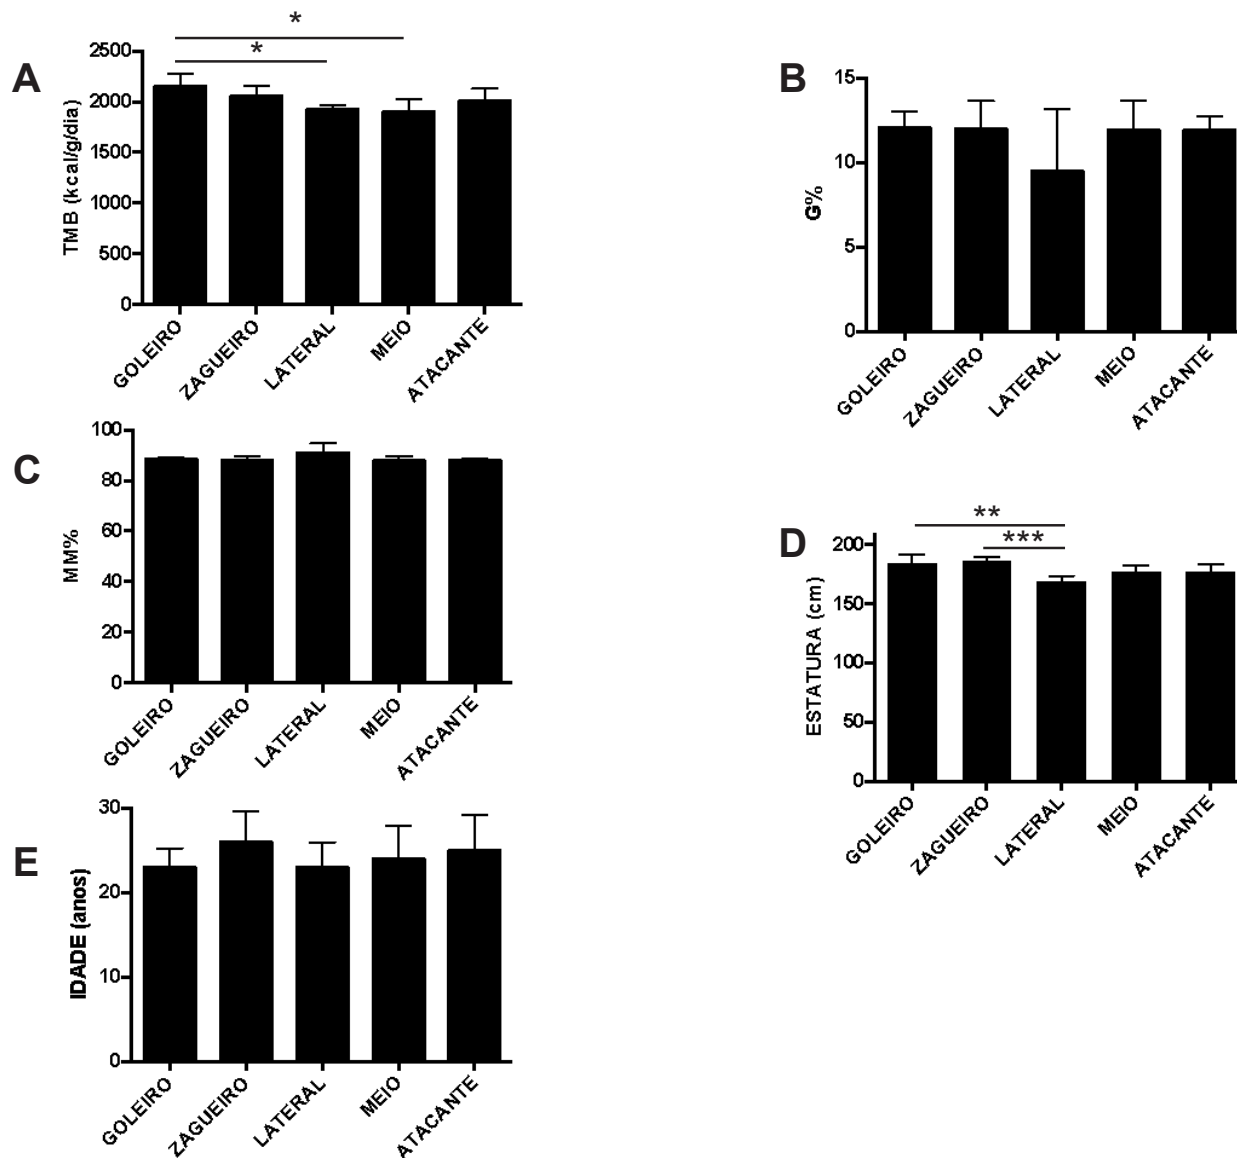 A
*
*
TMB (kcal/g/dia)
2500
2000
1500
1000
500
0
GOLEIRO
ZAGUEIRO
LATERAL
MEIO
ATACANTE
B
G%
15
10
5
0
GOLEIRO
ZAGUEIRO
LATERAL
MEIO
ATACANTE
C
MM%
100
80
60
40
20
0
GOLEIRO
ZAGUEIRO
LATERAL
MEIO
ATACANTE
D
**
***
ESTATURA (cm)
200
150
100
50
0
GOLEIRO
ZAGUEIRO
LATERAL
MEIO
ATACANTE
E
IDADE (anos)
30
20
10
0
GOLEIRO
ZAGUEIRO
LATERAL
MEIO
ATACANTE